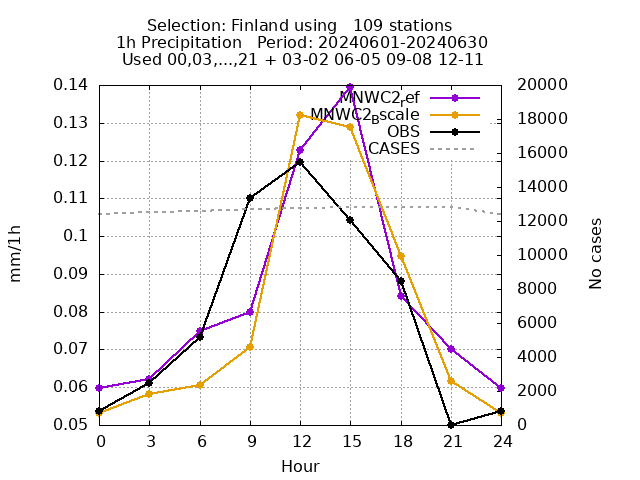 Selection: Finland using   109 stations
1h Precipitation   Period: 20240601-20240630
Used 00,03,...,21 + 03-02 06-05 09-08 12-11
0.14
0.13
0.12
0.11
0.1
0.09
0.08
0.07
0.06
0.05
mm/1h
MNWC2ref
MNWC2Bscale
OBS
CASES
20000
18000
16000
14000
12000
10000
8000
6000
4000
2000
0
No cases
0 3 6 9 12 15 18 21 24
Hour